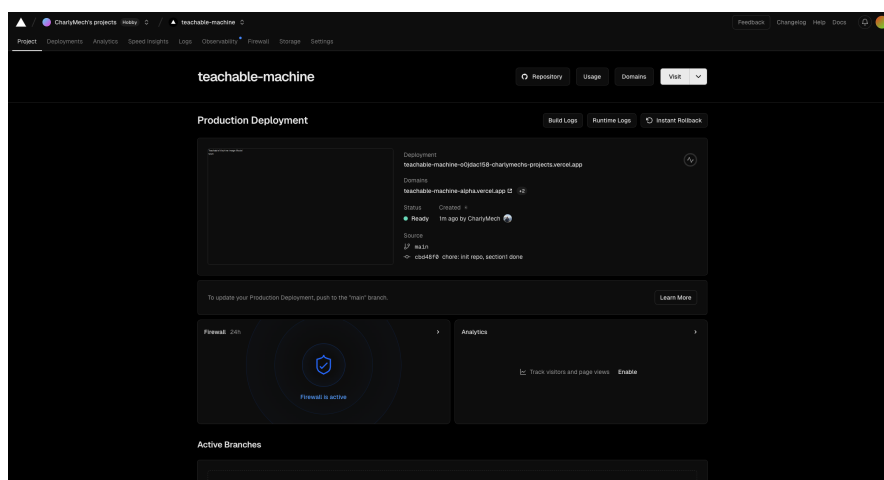 CharlyMech's projects Hobby teachable-machine Feedback Changelog Help Docs
Project Deployments Analytics Speed Insights Logs Observability Firewall Storage Settings
teachable-machine Repository Usage Domains Visit
Production Deployment Build Logs Runtime Logs Instant Rollback
Deployment
teachable-machine-o0jdac158-charlymechs-projects.vercel.app
Domains
teachable-machine-alpha.vercel.app +2
Status Created
Ready 1m ago by CharlyMech
Source
main
cbd48f0 chore: init repo, section1 done
To update your Production Deployment, push to the "main" branch. Learn More
Firewall 24h Analytics
Track visitors and page views Enable
Firewall is active
Active Branches